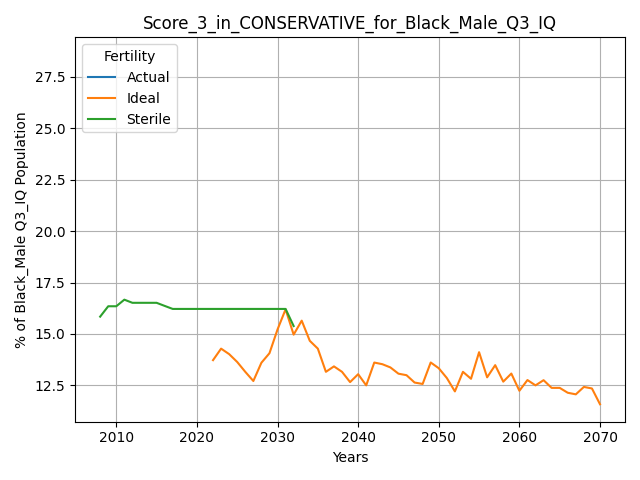 Score_3_in_CONSERVATIVE_for_Black_Male_Q3_IQ
Fertility
Actual
Ideal
Sterile
27.5
25.0
22.5
20.0
17.5
15.0
12.5
% of Black_Male Q3_IQ Population
2010 2020 2030 2040 2050 2060 2070
Years